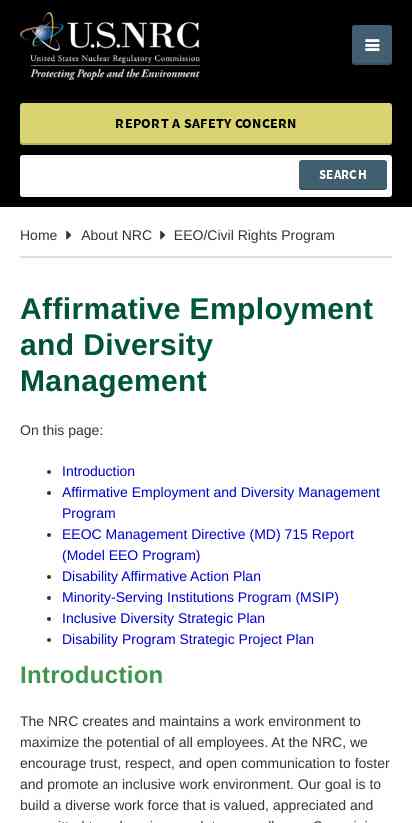 U.S.NRC
United States Nuclear Regulatory Commission
Protecting People and the Environment
REPORT A SAFETY CONCERN
SEARCH
Home About NRC EEO/Civil Rights Program
Affirmative Employment
and Diversity
Management
On this page:
Introduction
Affirmative Employment and Diversity Management
Program
EEOC Management Directive (MD) 715 Report
(Model EEO Program)
Disability Affirmative Action Plan
Minority-Serving Institutions Program (MSIP)
Inclusive Diversity Strategic Plan
Disability Program Strategic Project Plan
Introduction
The NRC creates and maintains a work environment to
maximize the potential of all employees. At the NRC, we
encourage trust, respect, and open communication to foster
and promote an inclusive work environment. Our goal is to
build a diverse work force that is valued, appreciated and